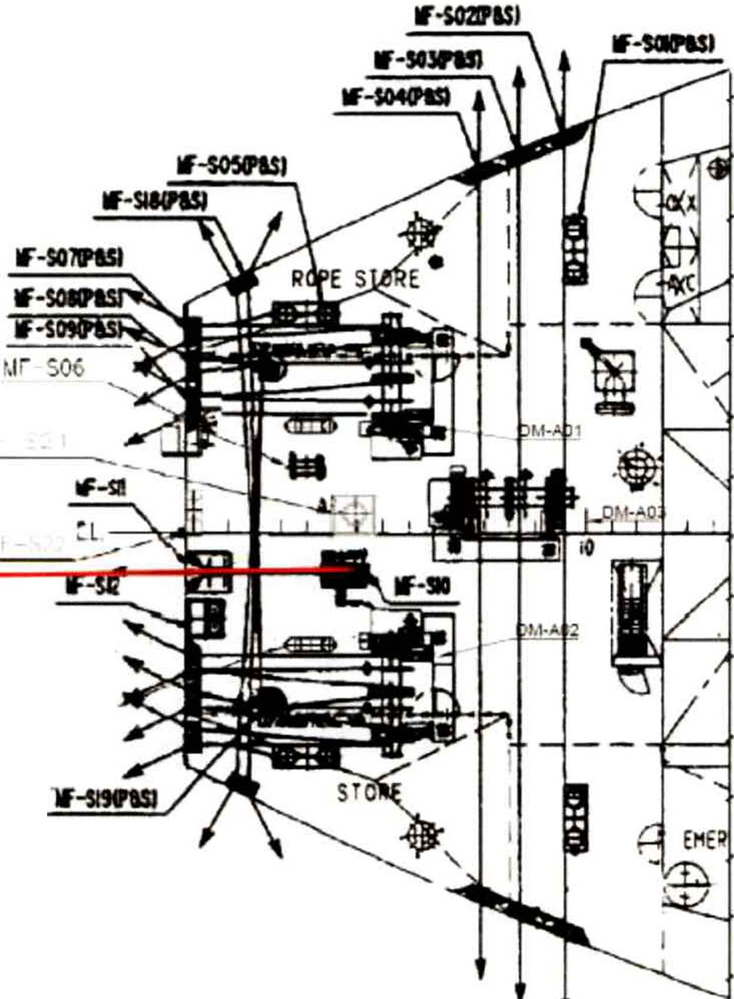 MF-S02(P&S)
MF-S01(P&S)
MF-S03(P&S)
MF-S04(P&S)
MF-S05(P&S)
MF-S18(P&S)
MF-S07(P&S)
ROPE STORE
MF-S08(P&S)
MF-S09(P&S)
MF-S06
DM-A01
MF-S11
A
DM-A03
CL.
10
MF-S12
MF-S10
DM-A02
STORE
MF-S19(P&S)
EMER